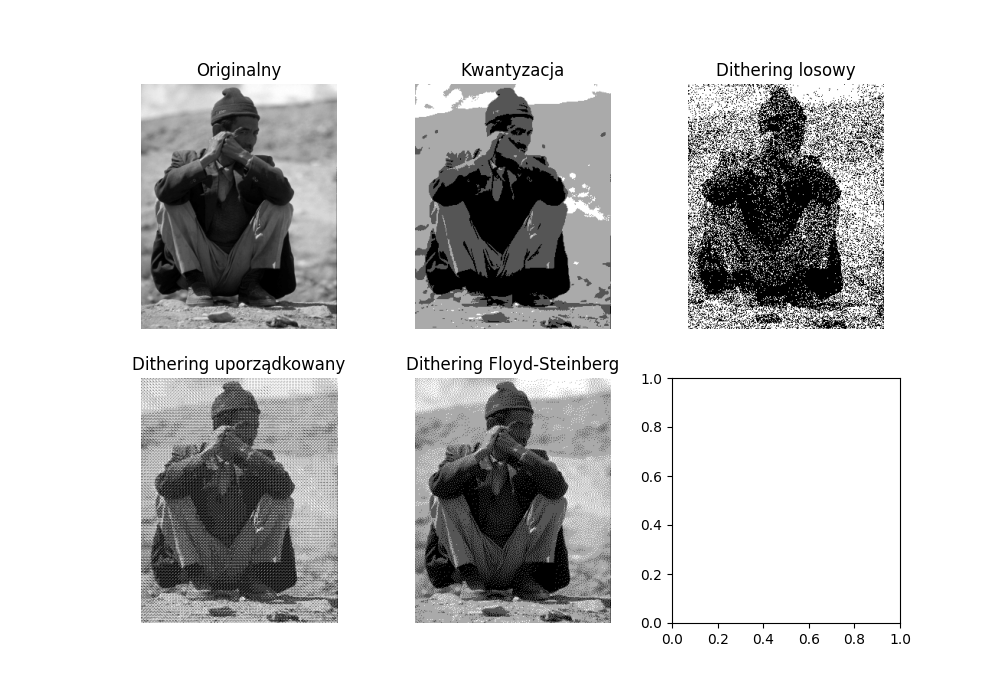 Originalny
Kwantyzacja
Dithering losowy
Dithering uporządkowany
Dithering Floyd-Steinberg
1.0
0.8
0.6
0.4
0.2
0.0
0.0 0.2 0.4 0.6 0.8 1.0